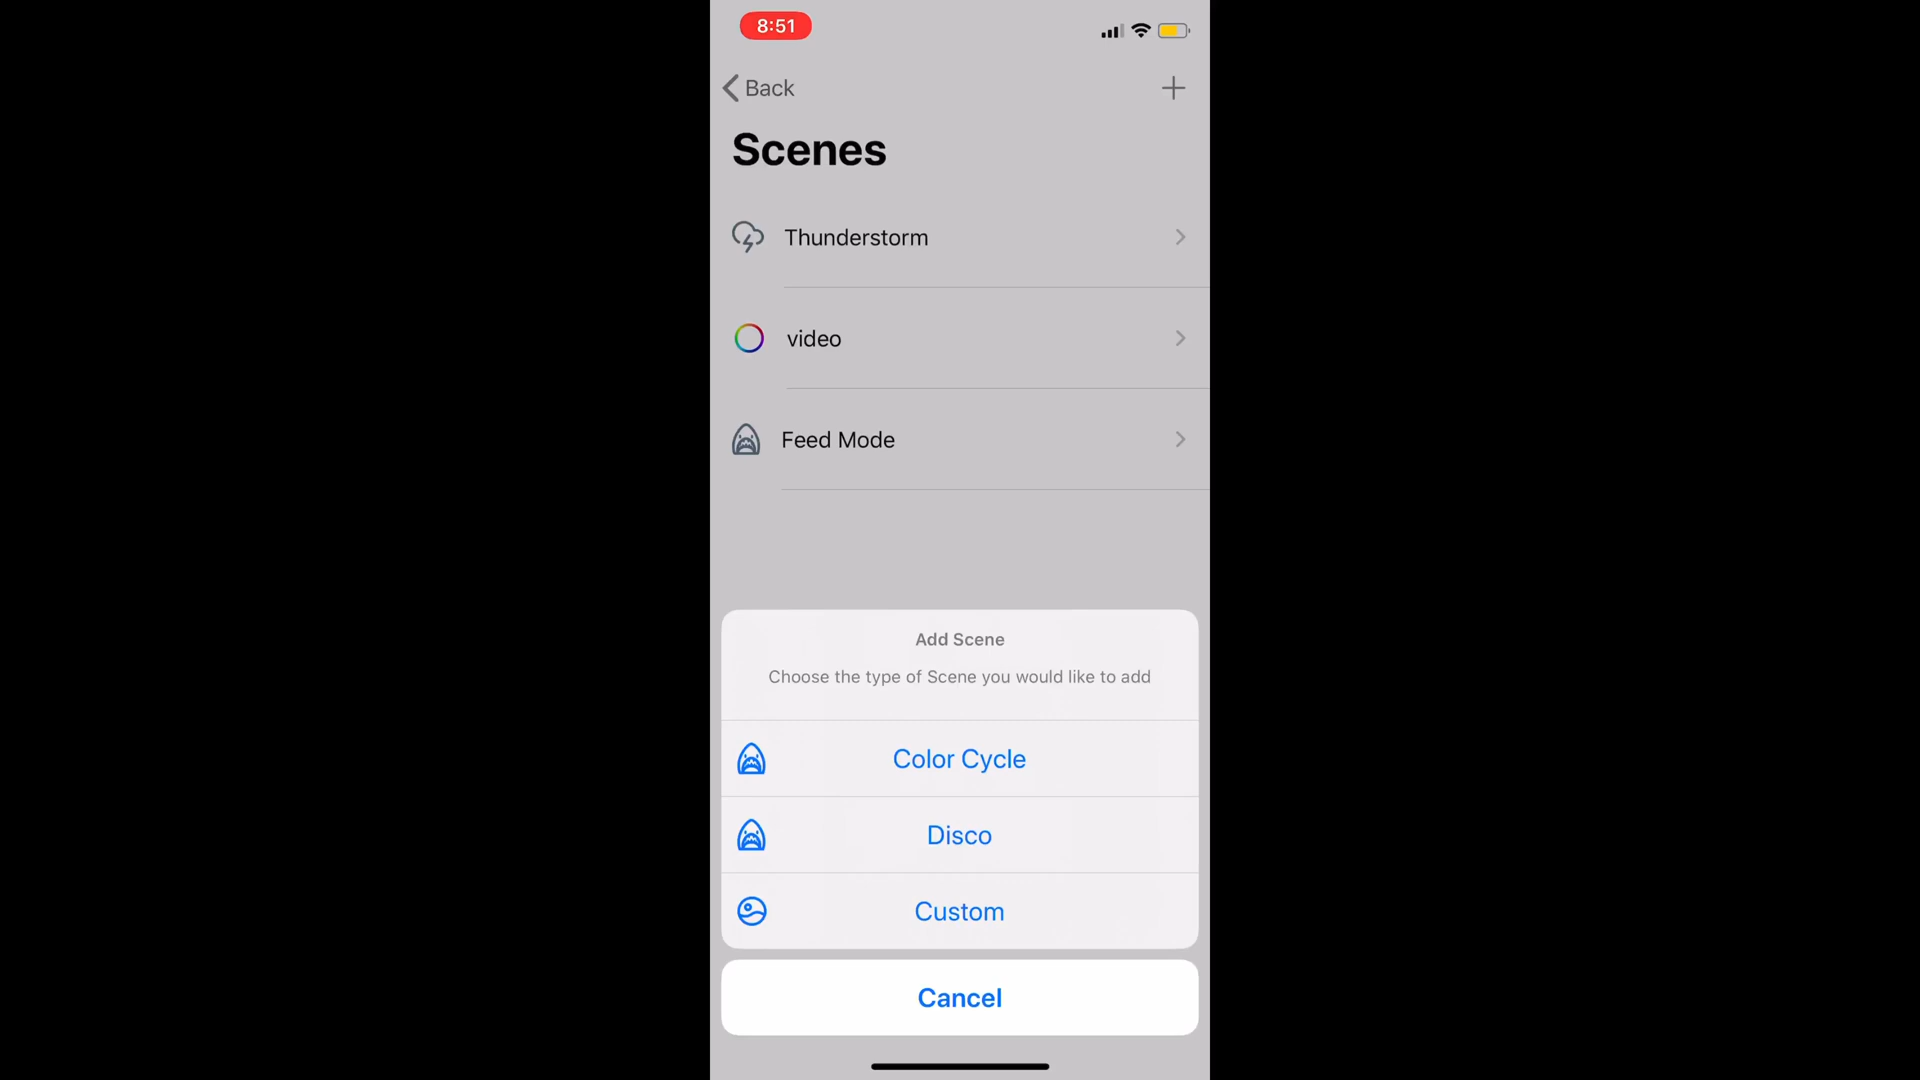 8:51
Back
Scenes
Thunderstorm
video
Feed Mode
Add Scene
Choose the type of Scene you would like to add
Color Cycle
Disco
Custom
Cancel